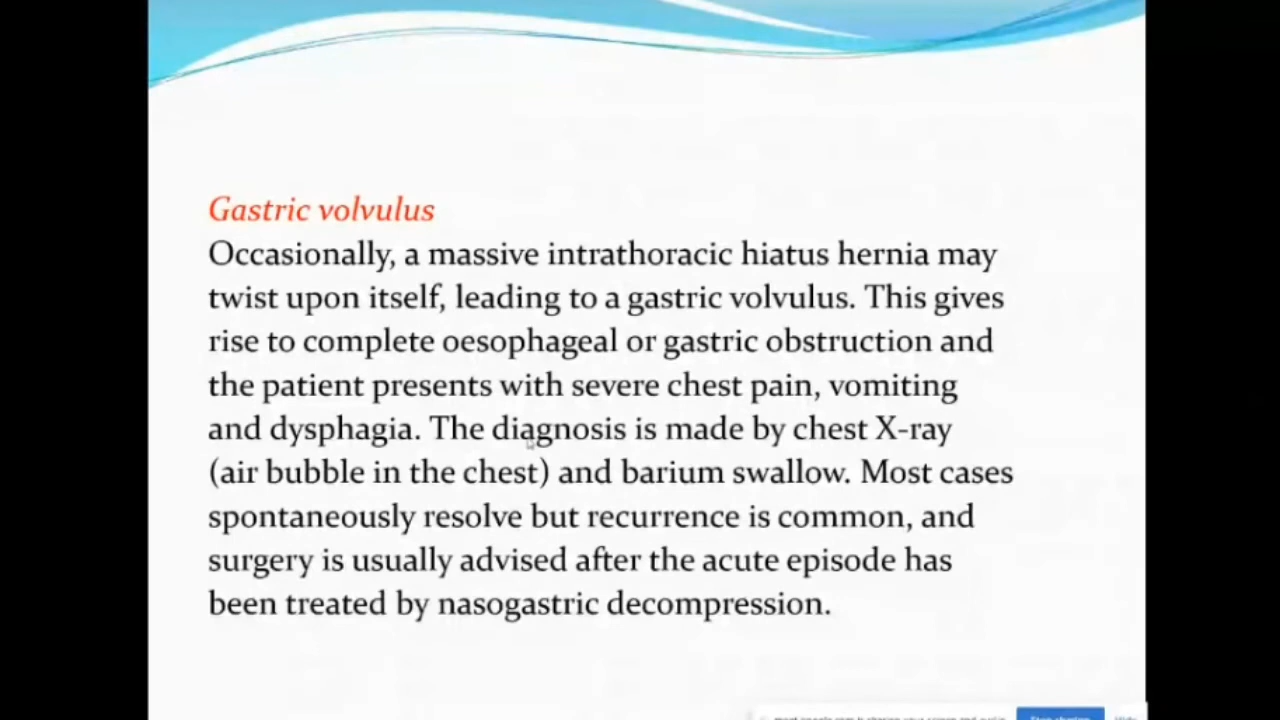 Gastric volvulus
Occasionally, a massive intrathoracic hiatus hernia may
twist upon itself, leading to a gastric volvulus. This gives
rise to complete oesophageal or gastric obstruction and
the patient presents with severe chest pain, vomiting
and dysphagia. The diagnosis is made by chest X-ray
(air bubble in the chest) and barium swallow. Most cases
spontaneously resolve but recurrence is common, and
surgery is usually advised after the acute episode has
been treated by nasogastric decompression.